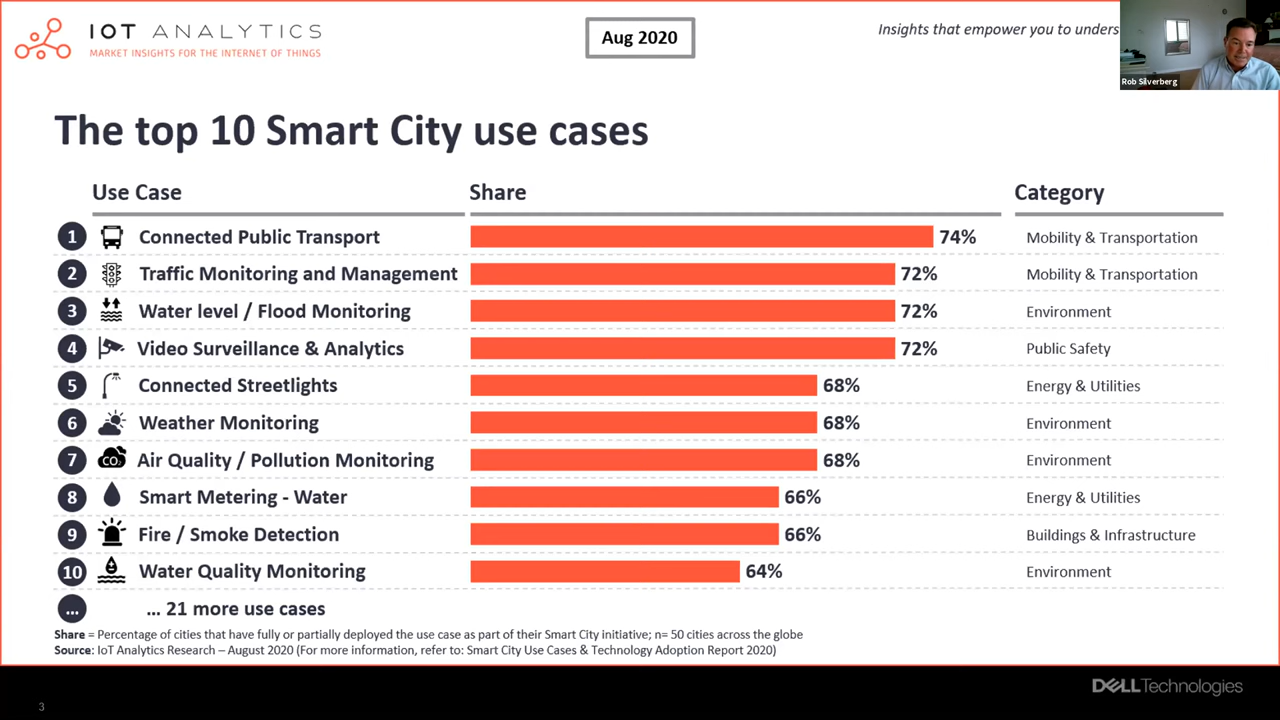 IOT ANALYTICS
MARKET INSIGHTS FOR THE INTERNET OF THINGS
Aug 2020
Insights that empower you to unders
Rob Silverberg
The top 10 Smart City use cases
Use Case Share Category
1 Connected Public Transport 74% Mobility & Transportation
2 Traffic Monitoring and Management 72% Mobility & Transportation
3 Water level / Flood Monitoring 72% Environment
4 Video Surveillance & Analytics 72% Public Safety
5 Connected Streetlights 68% Energy & Utilities
6 Weather Monitoring 68% Environment
7 CO₂ Air Quality / Pollution Monitoring 68% Environment
8 Smart Metering - Water 66% Energy & Utilities
9 Fire / Smoke Detection 66% Buildings & Infrastructure
10 Water Quality Monitoring 64% Environment
... ... 21 more use cases
Share = Percentage of cities that have fully or partially deployed the use case as part of their Smart City initiative; n= 50 cities across the globe
Source: IoT Analytics Research – August 2020 (For more information, refer to: Smart City Use Cases & Technology Adoption Report 2020)
DELLTechnologies
3